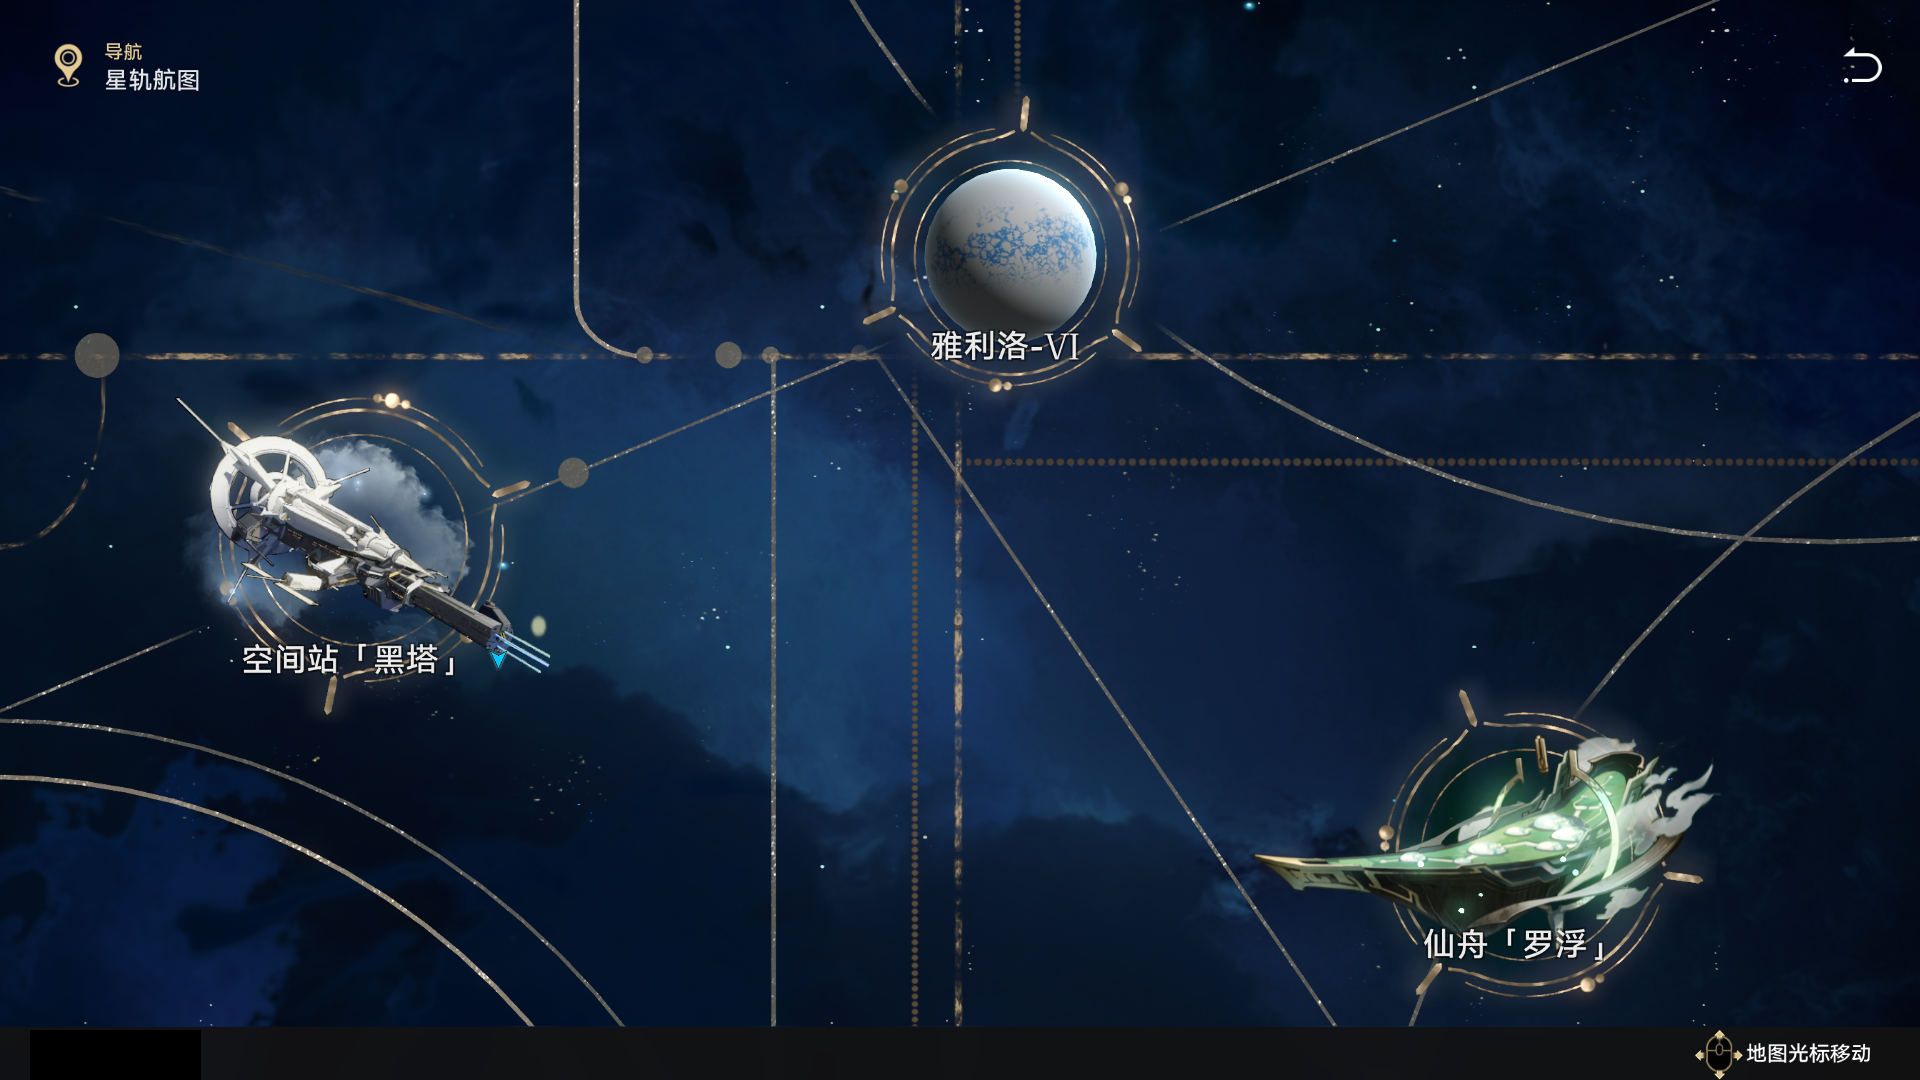 导航
星轨航图
雅利洛-VI
空间站「黑塔」
仙舟「罗浮」
地图光标移动